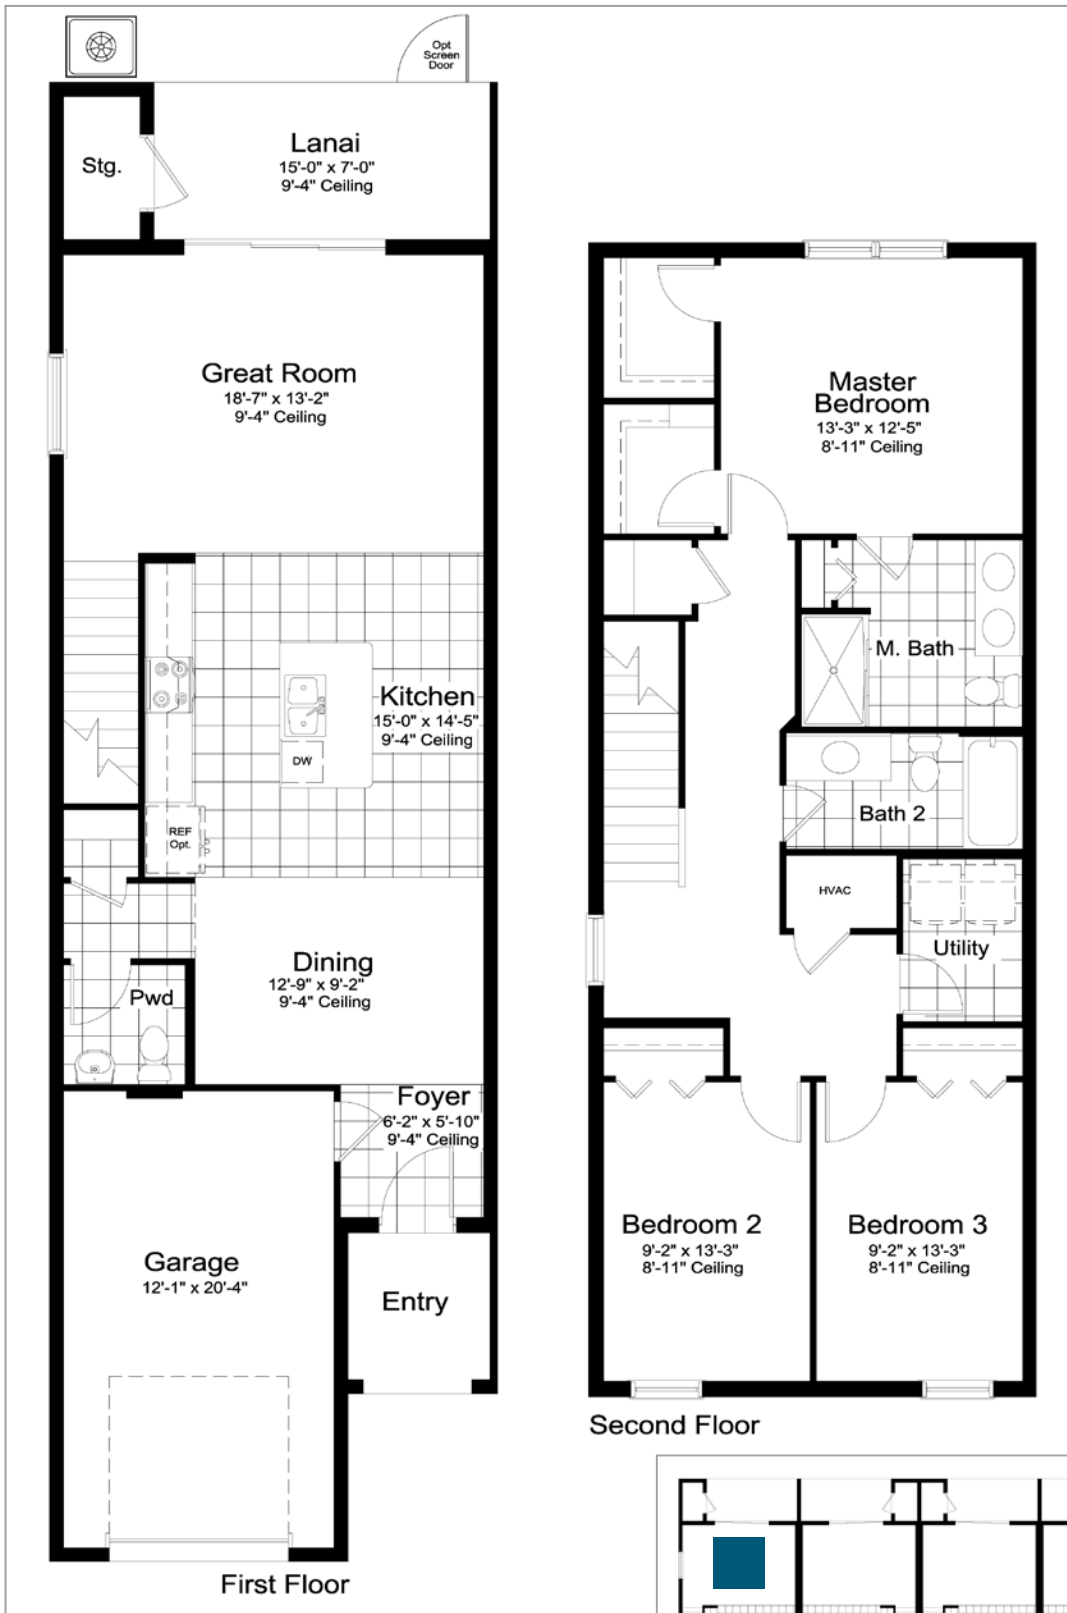 Opt
Screen
Door
Stg.
Lanai
15'-0" x 7'-0"
9'-4" Ceiling
Great Room
18'-7" x 13'-2"
9'-4" Ceiling
Kitchen
15'-0" x 14'-5"
9'-4" Ceiling
DW
REF
Opt.
Dining
12'-9" x 9'-2"
9'-4" Ceiling
Pwd
Foyer
6'-2" x 5'-10"
9'-4" Ceiling
Garage
12'-1" x 20'-4"
Entry
First Floor
Master
Bedroom
13'-3" x 12'-5"
8'-11" Ceiling
M. Bath
Bath 2
HVAC
Utility
Bedroom 2
9'-2" x 13'-3"
8'-11" Ceiling
Bedroom 3
9'-2" x 13'-3"
8'-11" Ceiling
Second Floor